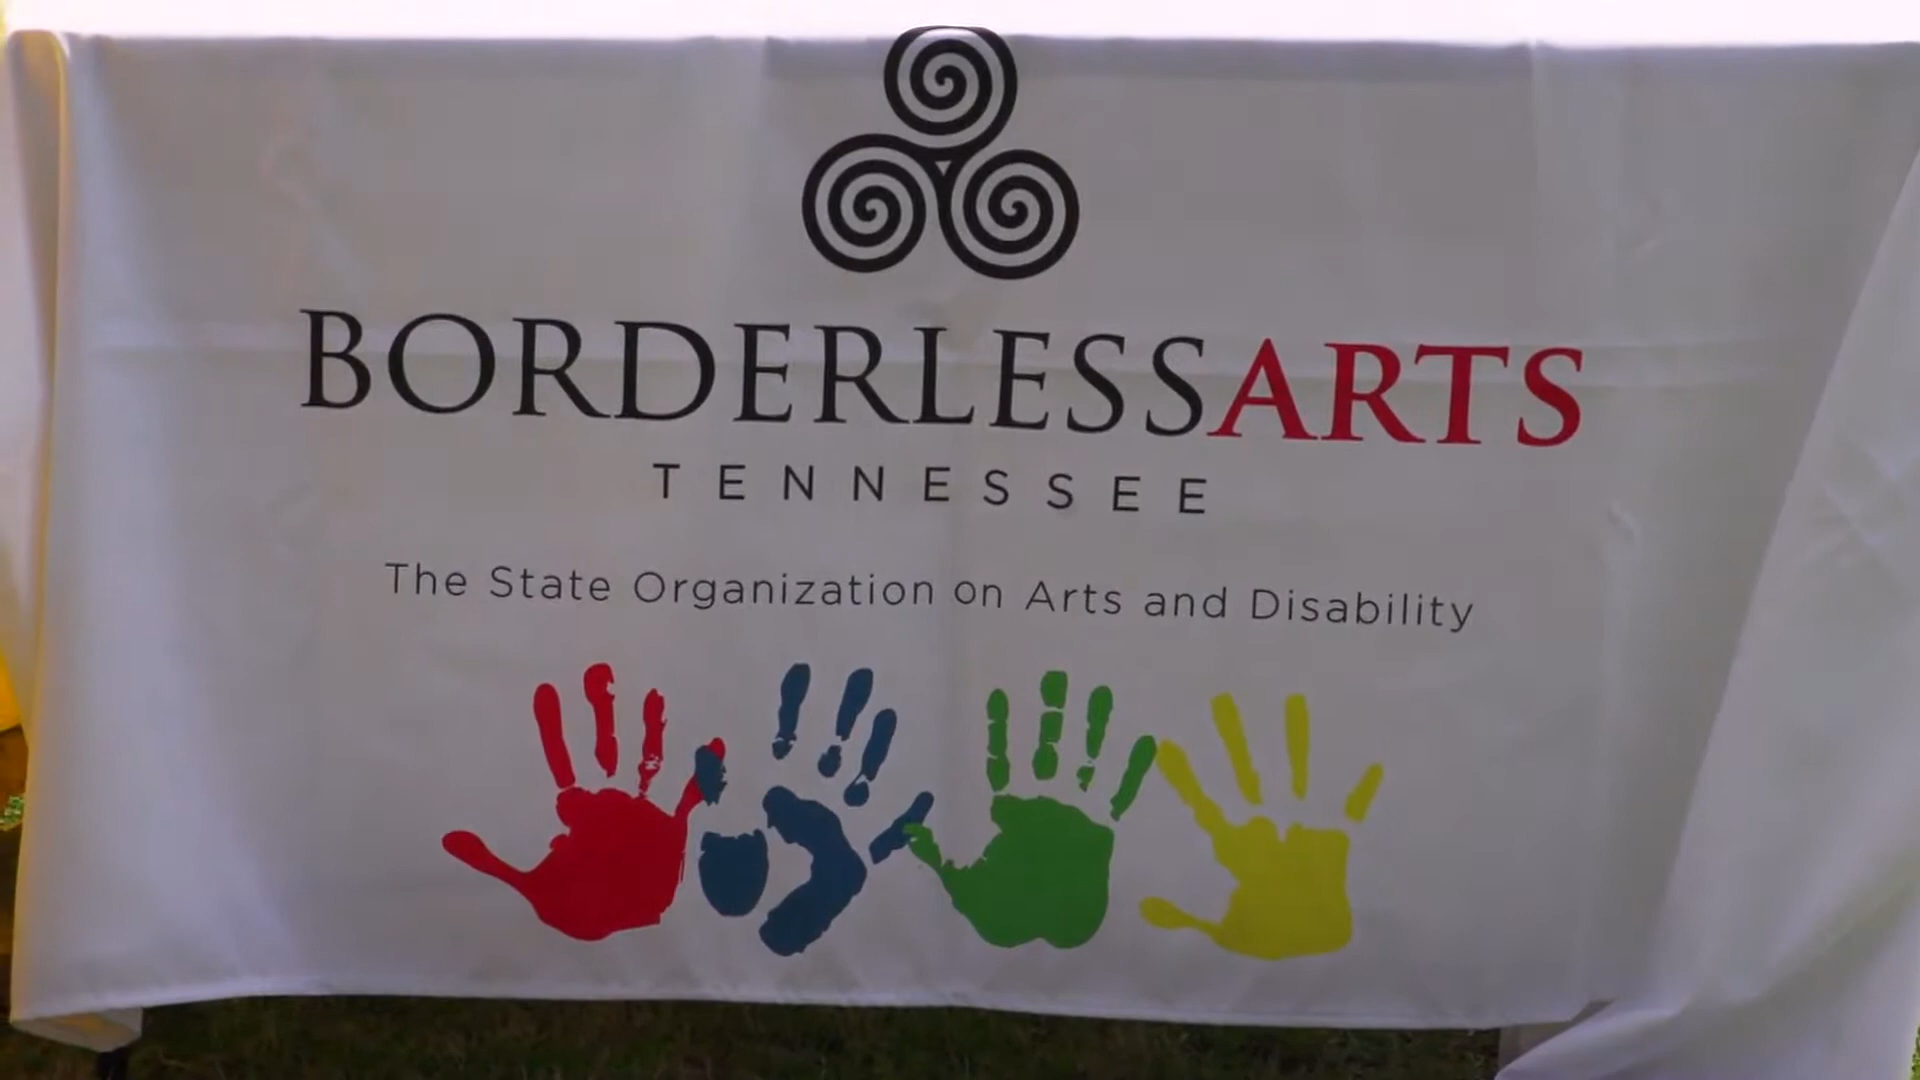 BORDERLESSARTS
TENNESSEE
The State Organization on Arts and Disability